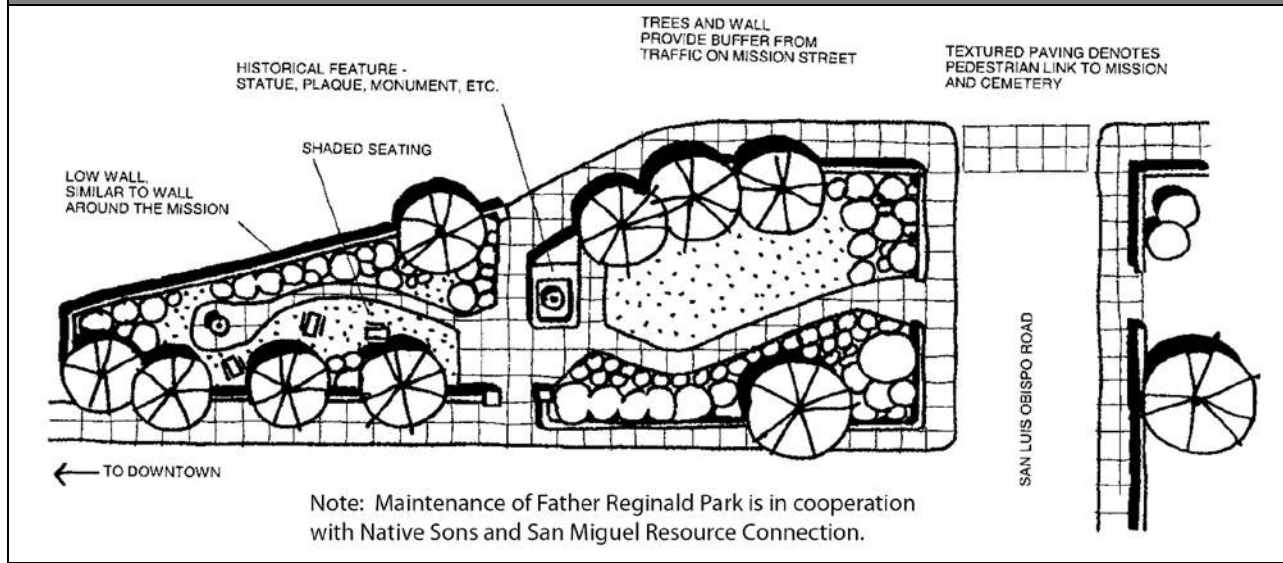 TREES AND WALL
PROVIDE BUFFER FROM
TRAFFIC ON MISSION STREET
TEXTURED PAVING DENOTES
PEDESTRIAN LINK TO MISSION
AND CEMETERY
HISTORICAL FEATURE -
STATUE, PLAQUE, MONUMENT, ETC.
SHADED SEATING
LOW WALL,
SIMILAR TO WALL
AROUND THE MISSION
SAN LUIS OBISPO ROAD
TO DOWNTOWN
Note: Maintenance of Father Reginald Park is in cooperation
with Native Sons and San Miguel Resource Connection.